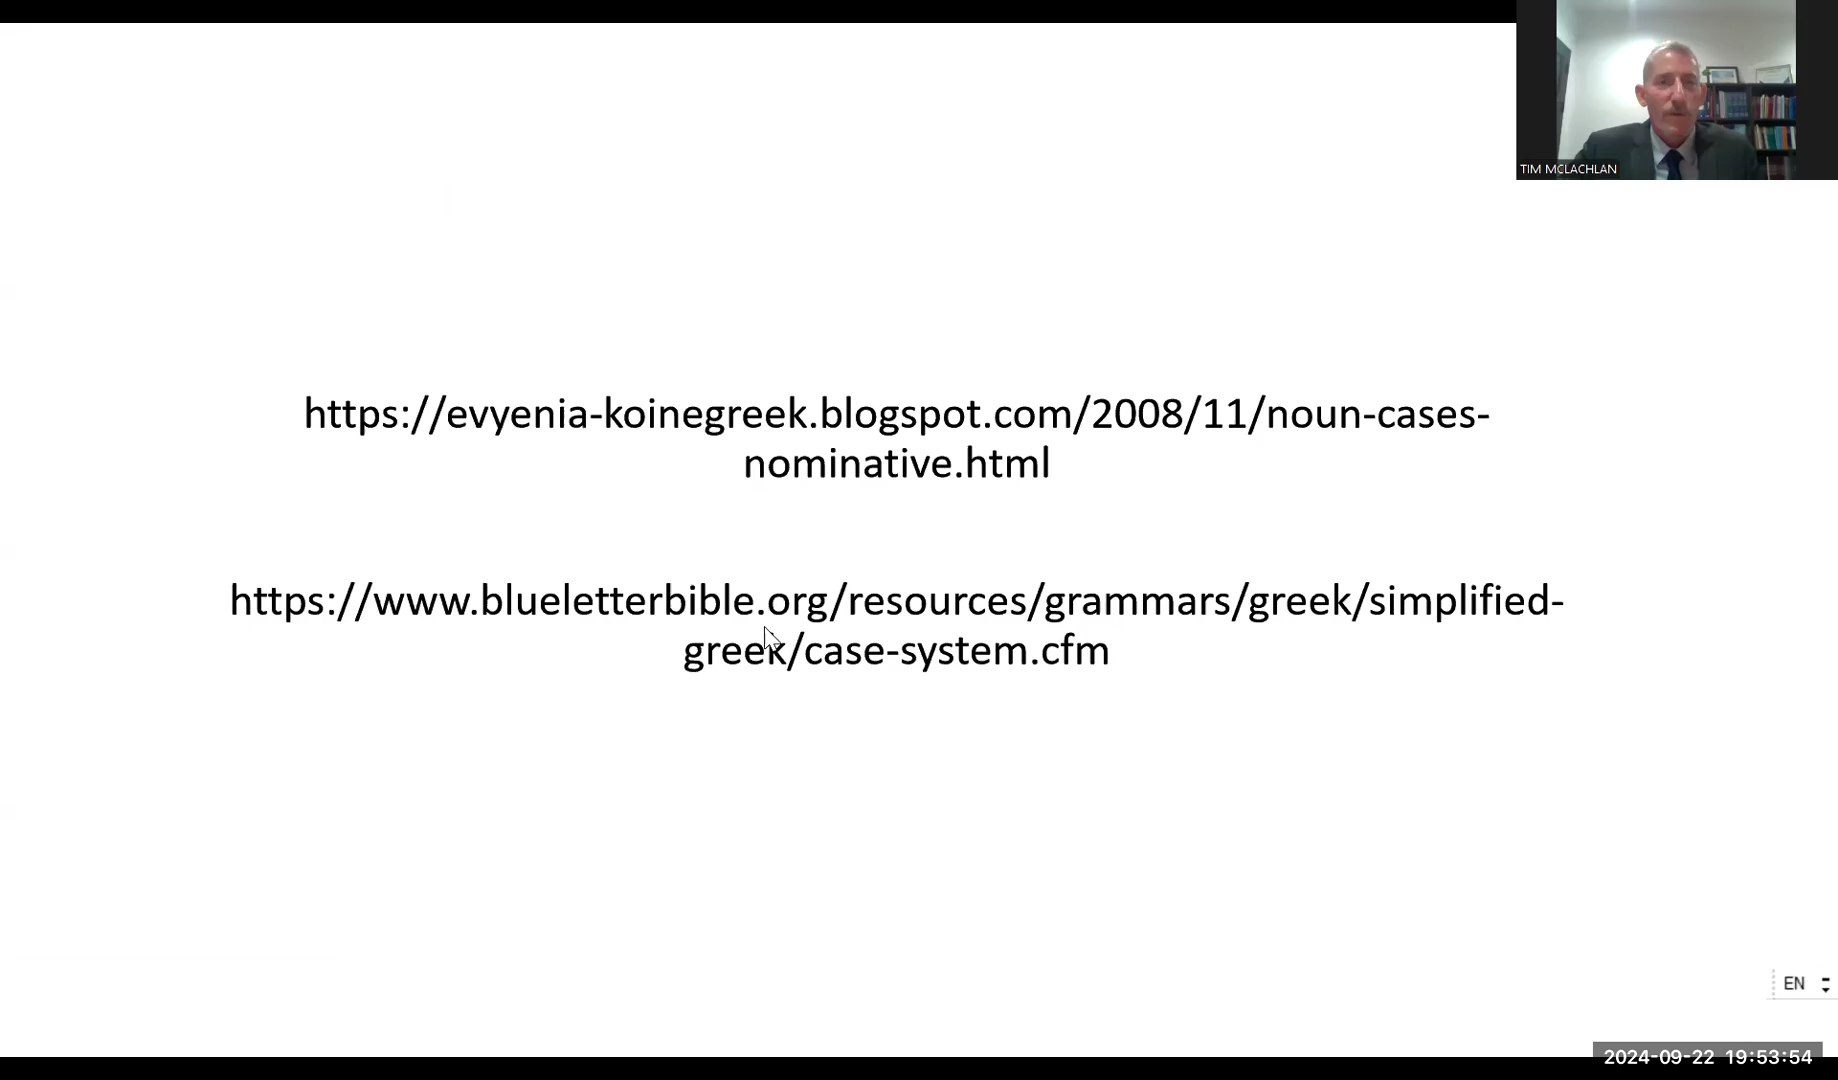 TIM MCLACHLAN
https://evyenia-koinegreek.blogspot.com/2008/11/noun-cases-
nominative.html
https://www.blueletterbible.org/resources/grammars/greek/simplified-
greek/case-system.cfm
EN
2024-09-22 19:53:54